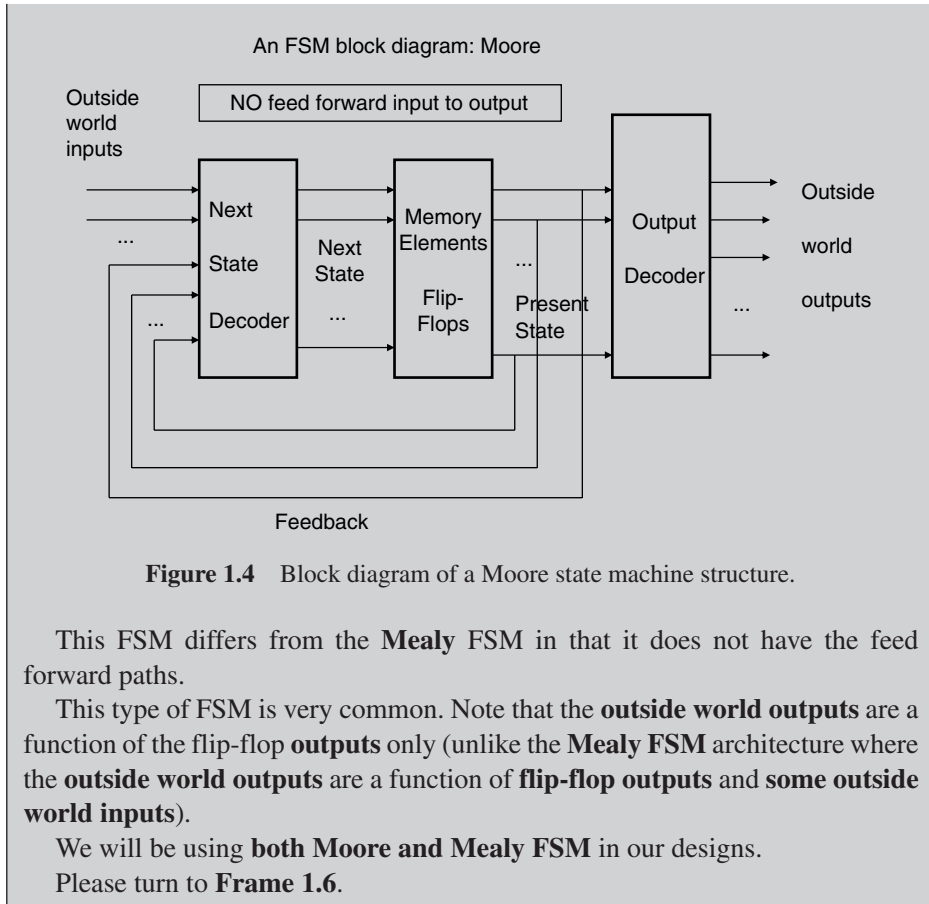 An FSM block diagram: Moore
NO feed forward input to output
Outside
world
inputs
...
...
Next
State
Decoder
Next
State
...
Memory
Elements
Flip-
Flops
...
Present
State
Output
Decoder
Outside
world
outputs
...
Feedback
Figure 1.4 Block diagram of a Moore state machine structure.
This FSM differs from the Mealy FSM in that it does not have the feed
forward paths.
This type of FSM is very common. Note that the outside world outputs are a
function of the flip-flop outputs only (unlike the Mealy FSM architecture where
the outside world outputs are a function of flip-flop outputs and some outside
world inputs).
We will be using both Moore and Mealy FSM in our designs.
Please turn to Frame 1.6.